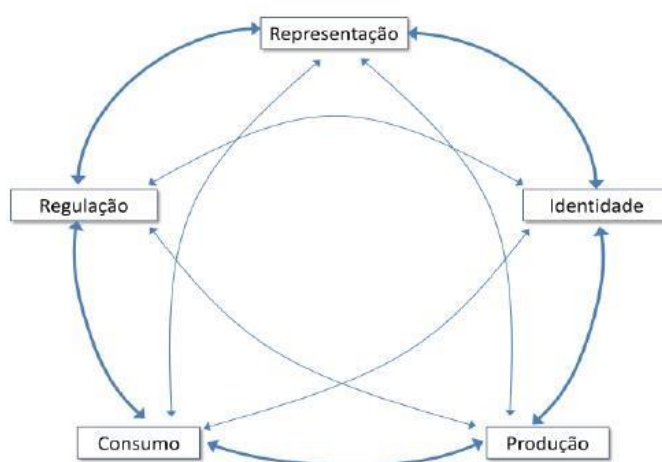 Representação
Regulação
Identidade
Consumo
Produção